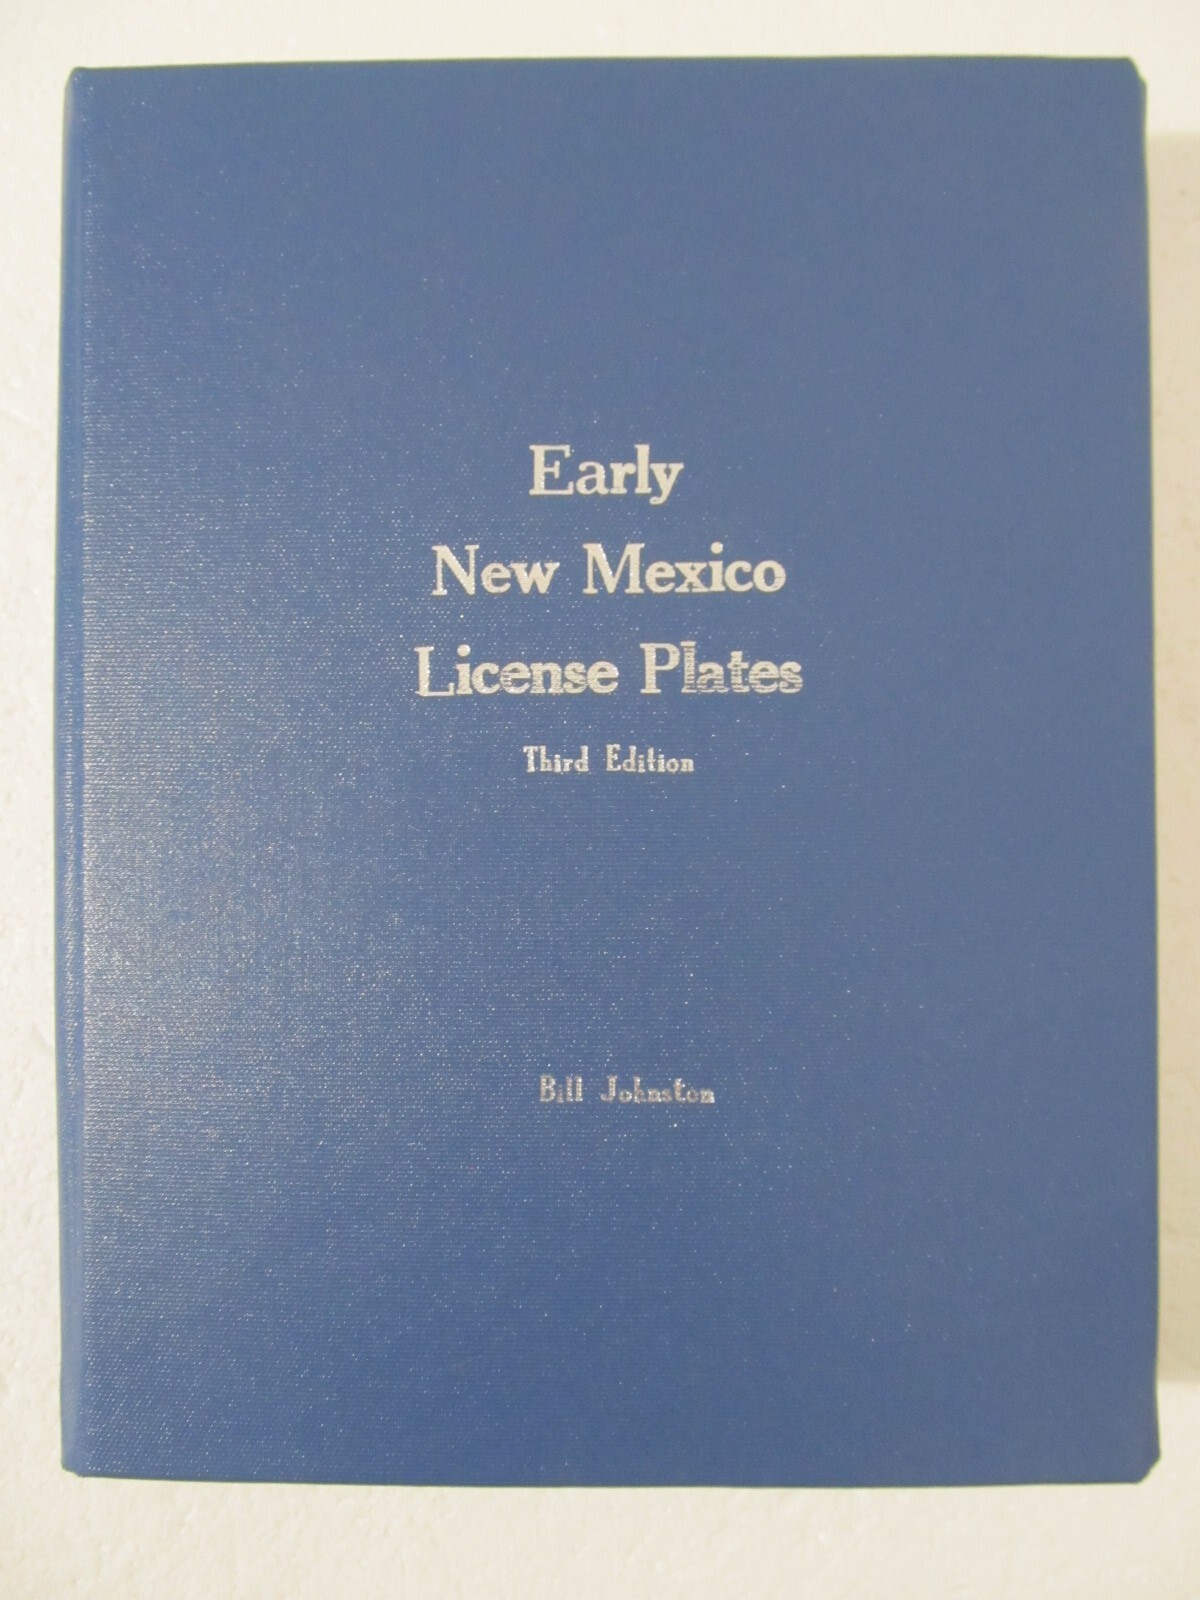 Early
New Mexico
License Plates
Third Edition
Bill Johnston